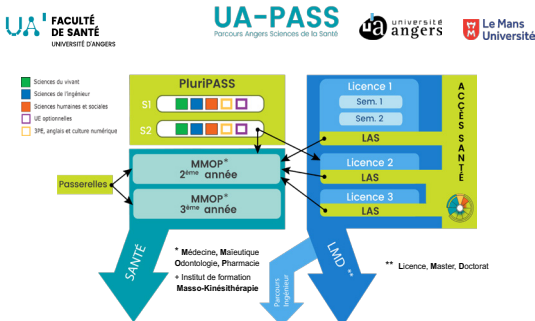 UA
FACULTÉ
DE SANTÉ
UNIVERSITÉ D'ANGERS
UA-PASS
Parcours Angers Sciences de la Santé
ua université
angers
Le Mans
Université
Sciences du vivant
Sciences de l'Ingénieur
Sciences humaines et sociales
UE optionnelles
3PE, anglais et culture numérique
PluriPASS
S1
S2
Licence 1
Sem. 1
Sem. 2
LAS
Licence 2
LAS
Licence 3
LAS
ACCÈS SANTÉ
Passerelles
MMOP*
2ème année
MMOP*
3ème année
SANTÉ
* Médecine, Maïeutique
Odontologie, Pharmacie
+ Institut de formation
Masso-Kinésithérapie
Parcours
Ingénieur
LMD **
** Licence, Master, Doctorat